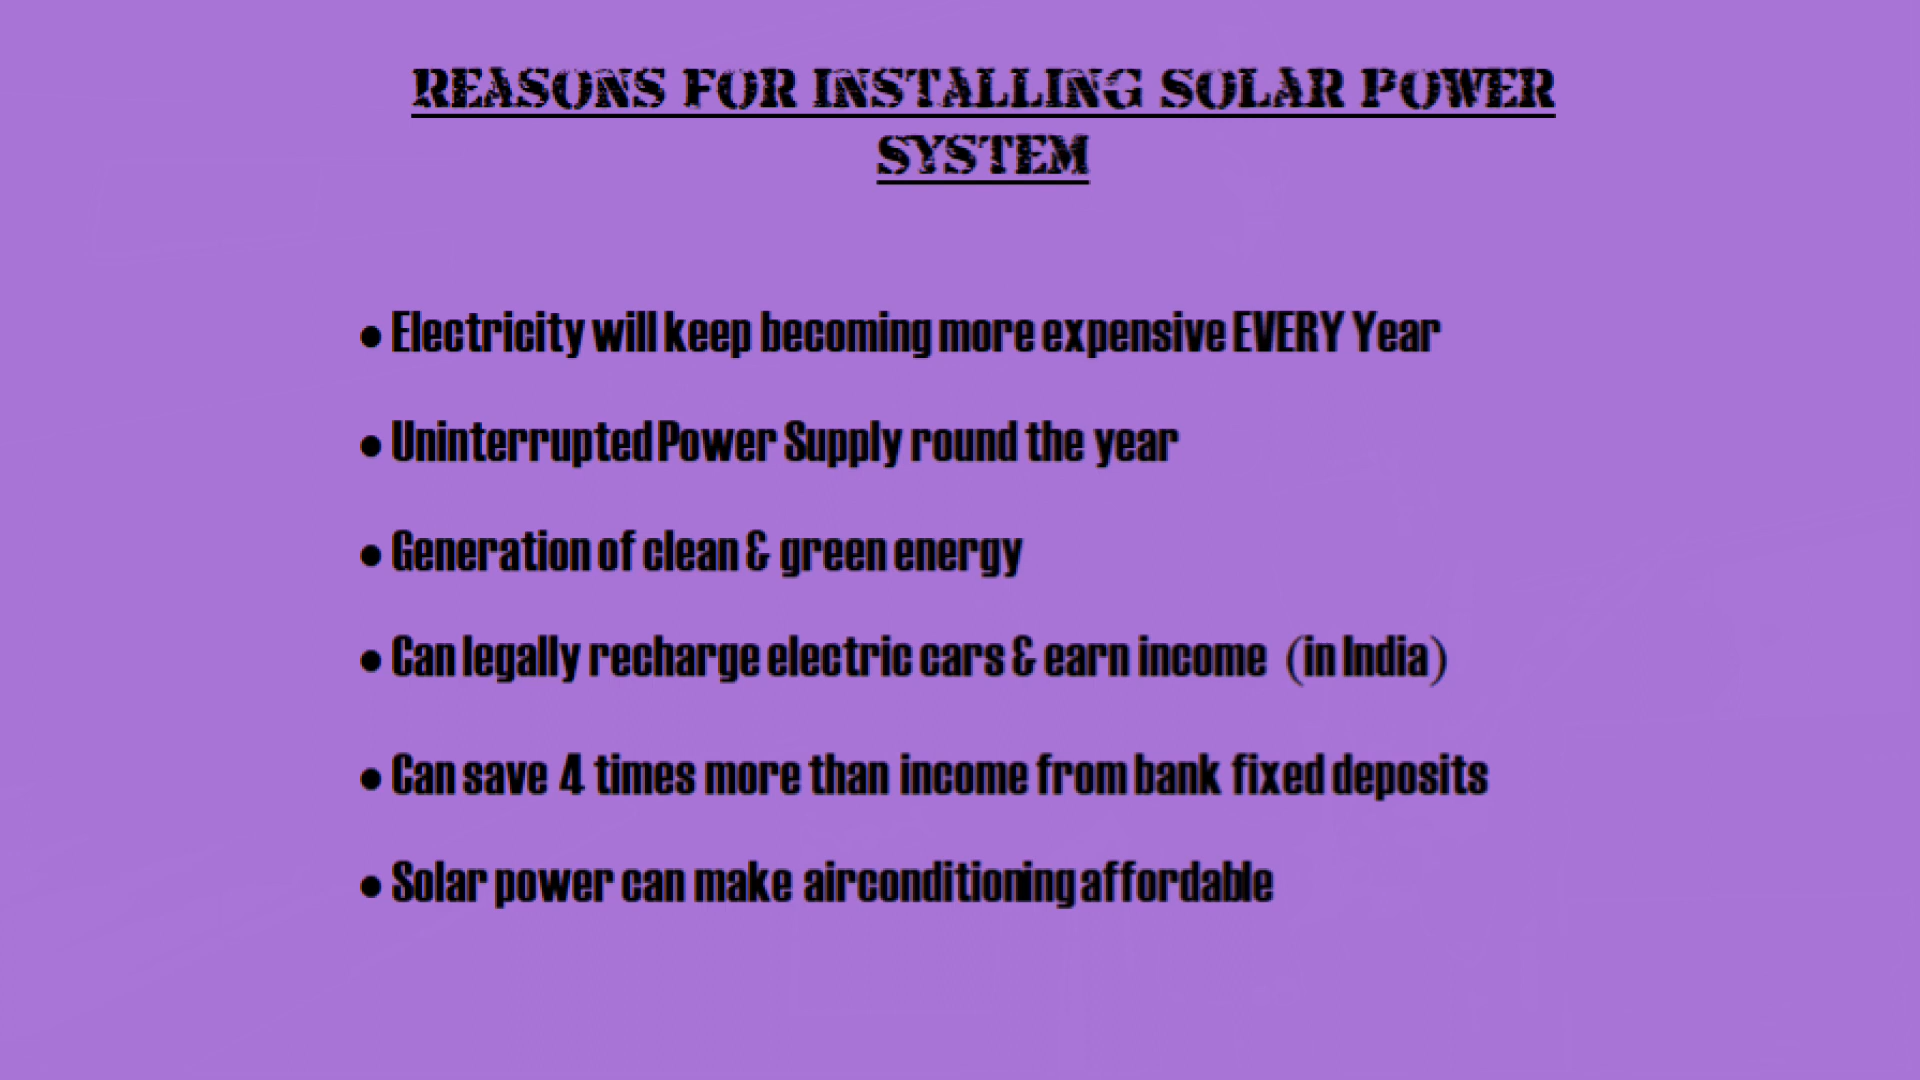 REASONS FOR INSTALLING SOLAR POWER
SYSTEM
• Electricity will keep becoming more expensive EVERY Year
• Uninterrupted Power Supply round the year
• Generation of clean & green energy
• Can legally recharge electric cars & earn income (in India)
• Can save 4 times more than income from bank fixed deposits
• Solar power can make airconditioning affordable